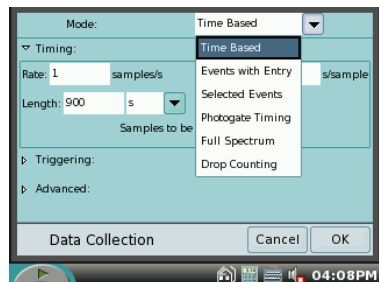 Mode: Time Based
Timing: Time Based
Rate: 1 samples/s Events with Entry s/sample
Selected Events
Length: 900 s Photogate Timing
Samples to be Full Spectrum
Triggering: Drop Counting
Advanced:
Data Collection Cancel OK
04:08PM